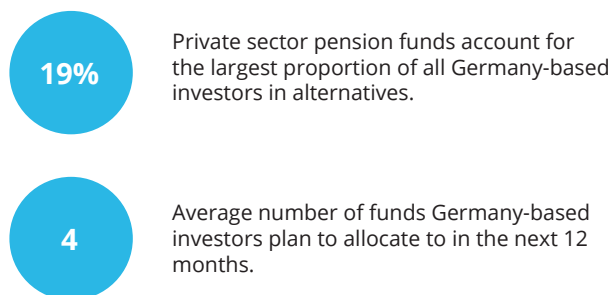 19%
Private sector pension funds account for
the largest proportion of all Germany-based
investors in alternatives.
4
Average number of funds Germany-based
investors plan to allocate to in the next 12
months.